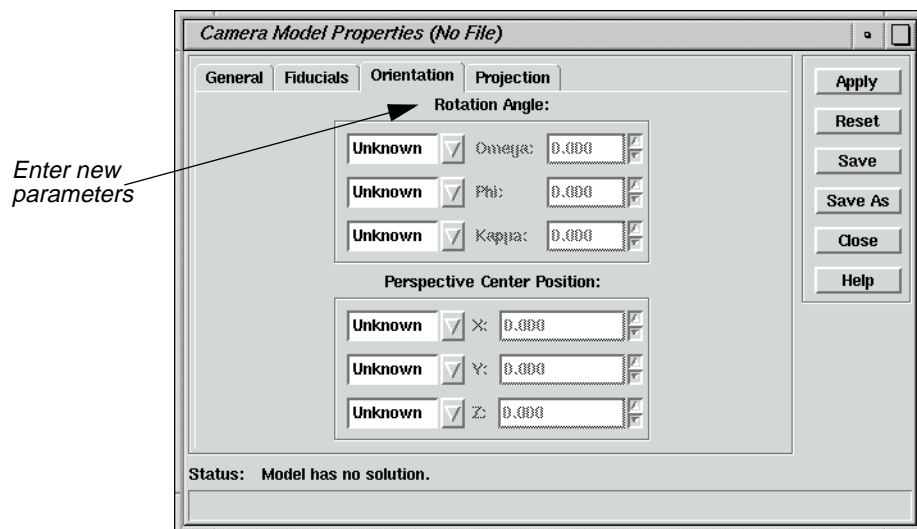 Camera Model Properties (No File)
General Fiducials Orientation Projection
Rotation Angle:
Unknown Omega: 0.000
Unknown Phi: 0.000
Unknown Kappa: 0.000
Perspective Center Position:
Unknown X: 0.000
Unknown Y: 0.000
Unknown Z: 0.000
Apply
Reset
Save
Save As
Close
Help
Status: Model has no solution.
Enter new
parameters